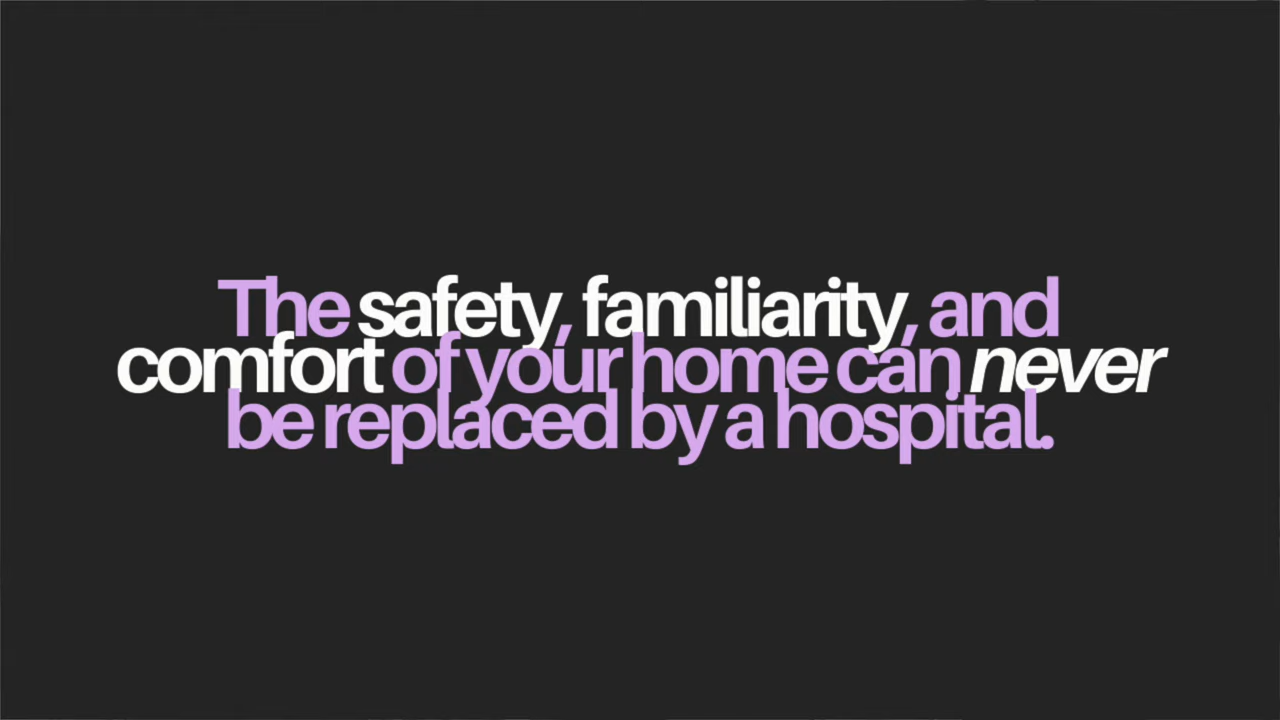 The safety, familiarity, and
comfort of your home can never
be replaced by a hospital.